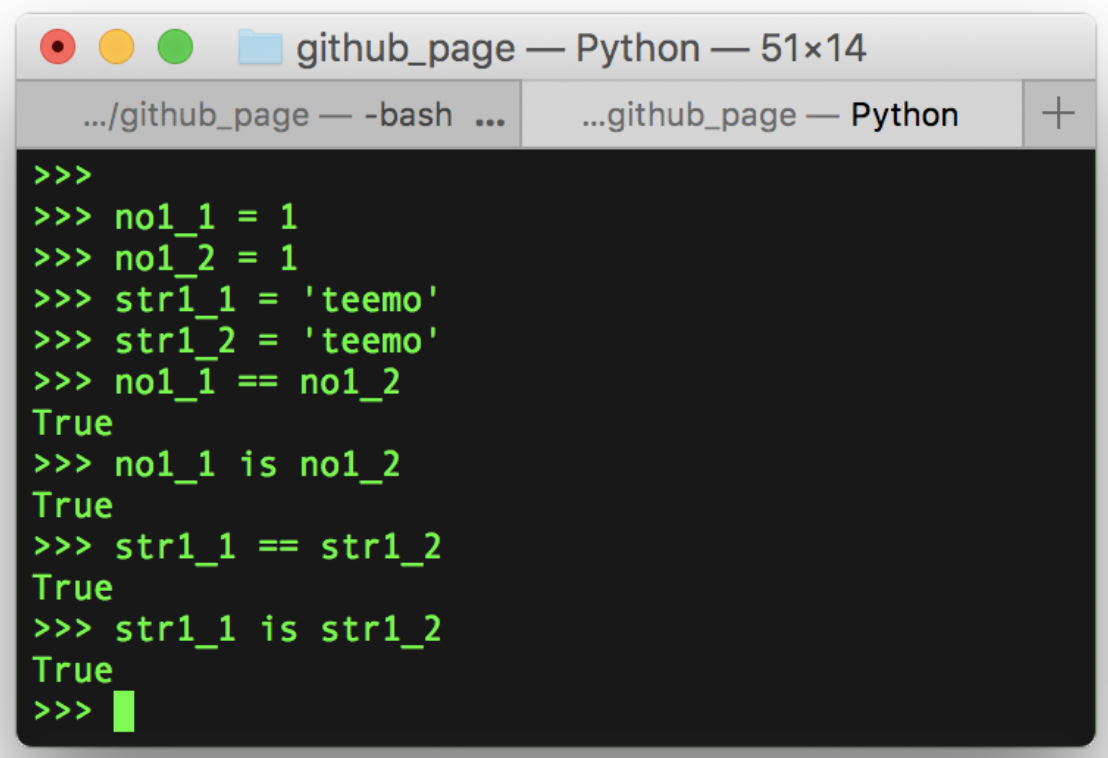 github_page — Python — 51×14
.../github_page — -bash ...
...github_page — Python
+
>>>
>>> no1_1 = 1
>>> no1_2 = 1
>>> str1_1 = 'teemo'
>>> str1_2 = 'teemo'
>>> no1_1 == no1_2
True
>>> no1_1 is no1_2
True
>>> str1_1 == str1_2
True
>>> str1_1 is str1_2
True
>>>